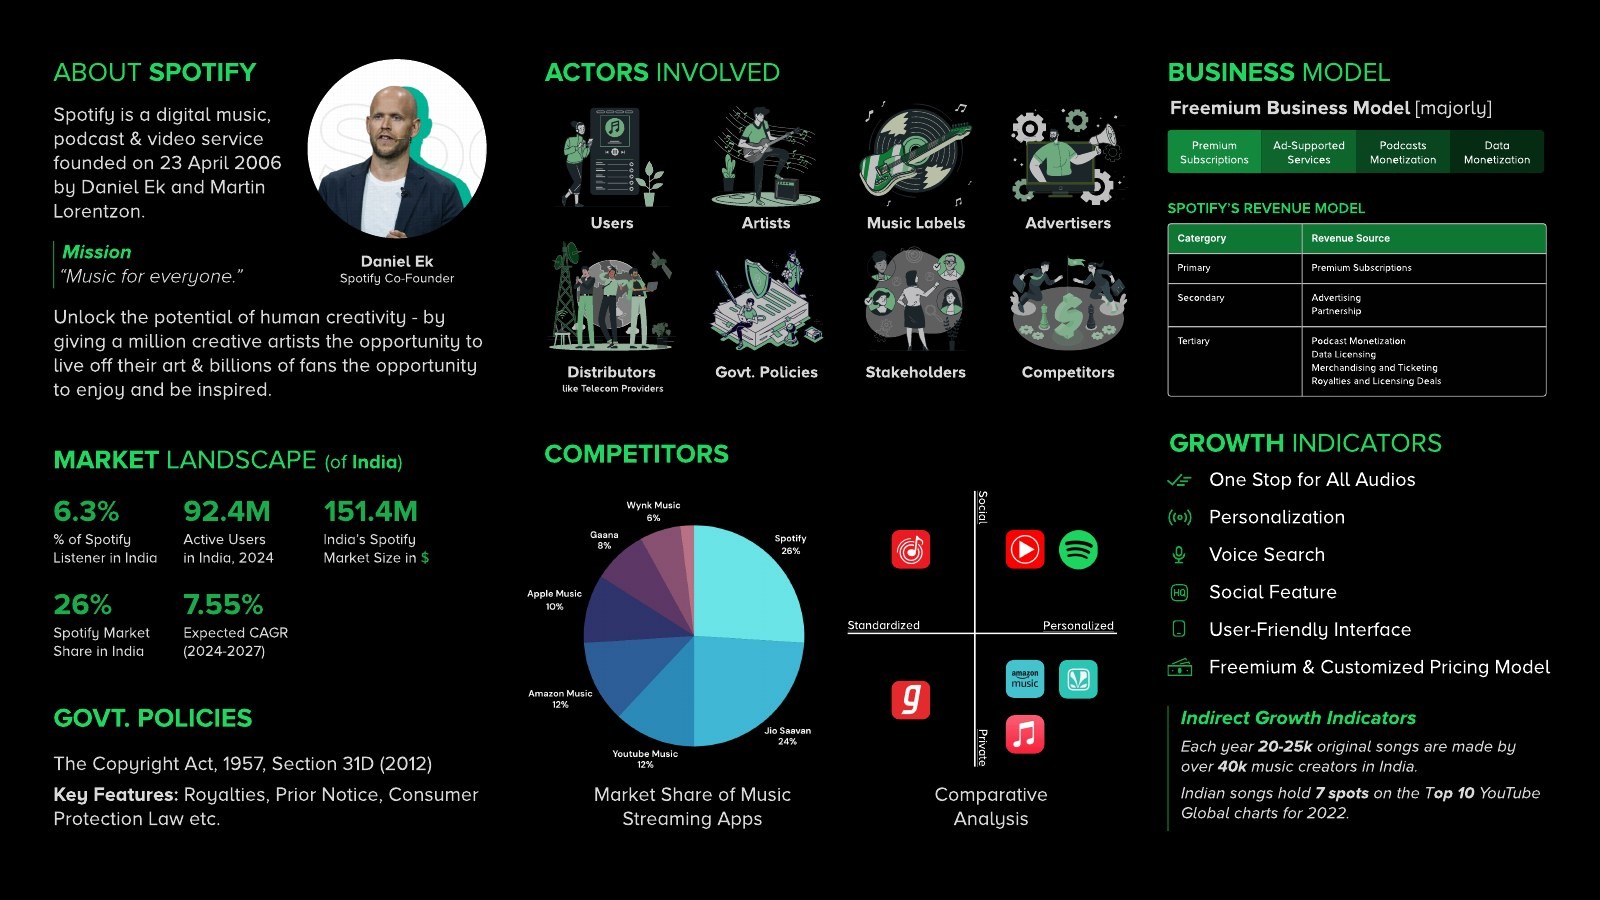 ABOUT SPOTIFY
Spotify is a digital music,
podcast & video service
founded on 23 April 2006
by Daniel Ek and Martin
Lorentzon.
Mission
“Music for everyone.”
Daniel Ek
Spotify Co-Founder
Unlock the potential of human creativity - by
giving a million creative artists the opportunity to
live off their art & billions of fans the opportunity
to enjoy and be inspired.
MARKET LANDSCAPE (of India)
6.3%
% of Spotify
Listener in India
92.4M
Active Users
in India, 2024
151.4M
India's Spotify
Market Size in $
26%
Spotify Market
Share in India
7.55%
Expected CAGR
(2024-2027)
GOVT. POLICIES
The Copyright Act, 1957, Section 31D (2012)
Key Features: Royalties, Prior Notice, Consumer
Protection Law etc.
ACTORS INVOLVED
Users
Artists
Music Labels
Advertisers
Distributors
like Telecom Providers
Govt. Policies
Stakeholders
Competitors
COMPETITORS
Wynk Music
6%
Gaana
8%
Spotify
26%
Apple Music
10%
Amazon Music
12%
Youtube Music
12%
Jio Saavan
24%
Market Share of Music
Streaming Apps
Social
Standardized
Personalized
amazon
music
g
Private
Comparative
Analysis
BUSINESS MODEL
Freemium Business Model [majorly]
Premium
Subscriptions
Ad-Supported
Services
Podcasts
Monetization
Data
Monetization
SPOTIFY'S REVENUE MODEL
Catergory
Revenue Source
Primary
Premium Subscriptions
Secondary
Advertising
Partnership
Tertiary
Podcast Monetization
Data Licensing
Merchandising and Ticketing
Royalties and Licensing Deals
GROWTH INDICATORS
One Stop for All Audios
Personalization
Voice Search
HQ
Social Feature
User-Friendly Interface
Freemium & Customized Pricing Model
Indirect Growth Indicators
Each year 20-25k original songs are made by
over 40k music creators in India.
Indian songs hold 7 spots on the Top 10 YouTube
Global charts for 2022.